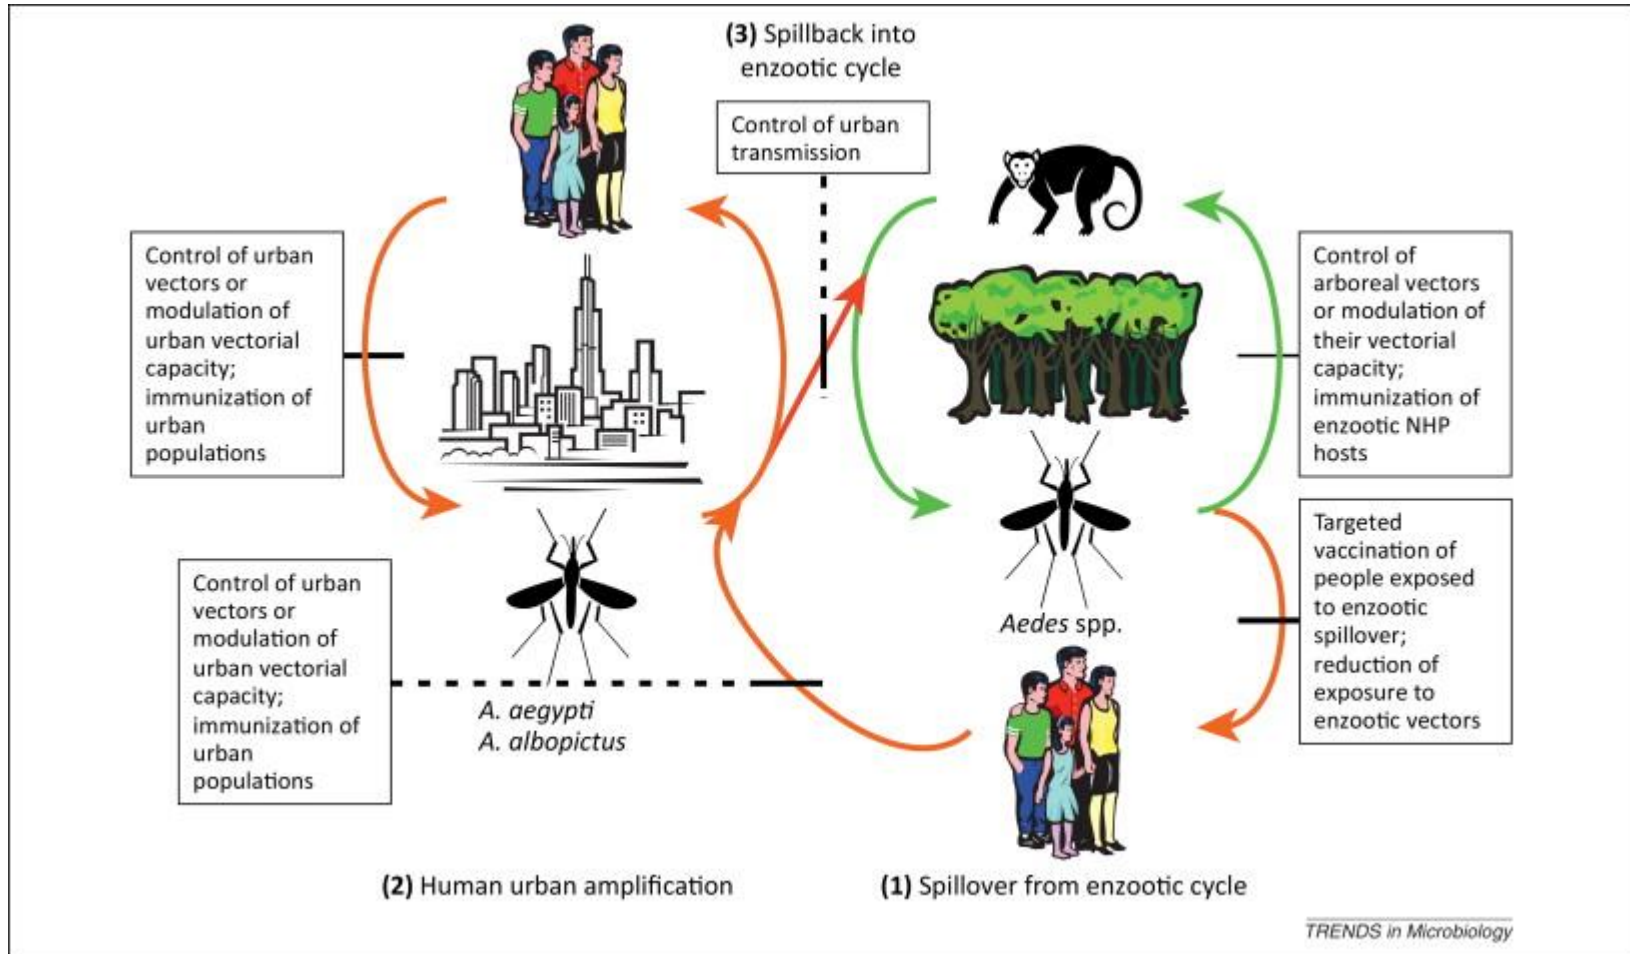 (3) Spillback into
enzootic cycle
Control of urban
transmission
Control of urban
vectors or
modulation of
urban vectorial
capacity;
immunization of
urban
populations
Control of
arboreal vectors
or modulation of
their vectorial
capacity;
immunization of
enzootic NHP
hosts
Control of urban
vectors or
modulation of
urban vectorial
capacity;
immunization of
urban
populations
A. aegypti
A. albopictus
Aedes spp.
Targeted
vaccination of
people exposed
to enzootic
spillover;
reduction of
exposure to
enzootic vectors
(2) Human urban amplification
(1) Spillover from enzootic cycle
TRENDS in Microbiology